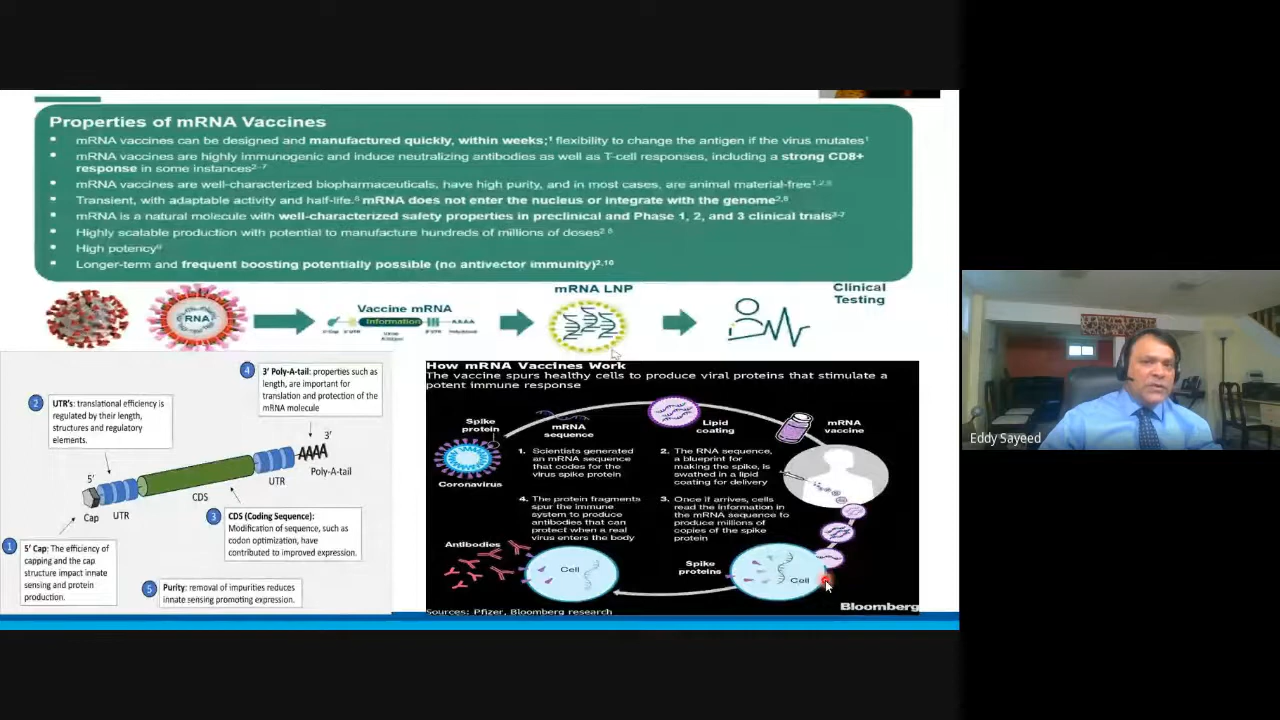 Properties of mRNA Vaccines
▪ mRNA vaccines can be designed and manufactured quickly, within weeks;¹ flexibility to change the antigen if the virus mutates¹
▪ mRNA vaccines are highly immunogenic and induce neutralizing antibodies as well as T-cell responses, including a strong CD8+
response in some instances²⁻⁷
▪ mRNA vaccines are well-characterized biopharmaceuticals, have high purity, and in most cases, are animal material-free
▪ Transient, with adaptable activity and half-life. mRNA does not enter the nucleus or integrate with the genome
▪ mRNA is a natural molecule with well-characterized safety properties in preclinical and Phase 1, 2, and 3 clinical trials³⁻⁷
▪ Highly scalable production with potential to manufacture hundreds of millions of doses
▪ High potency
▪ Longer-term and frequent boosting potentially possible (no antivector immunity)²,¹⁰
RNA
Vaccine mRNA
Information
mRNA LNP
Clinical
Testing
4
3' Poly-A-tail: properties such as
length, are important for
translation and protection of the
mRNA molecule
2
UTR's: translational efficiency is
regulated by their length,
structures and regulatory
elements.
3'
AAAA
Poly-A-tail
5'
UTR
CDS
Cap
UTR
3
CDS (Coding Sequence):
Modification of sequence, such as
codon optimization, have
contributed to improved expression.
1
5' Cap: The efficiency of
capping and the cap
structure impact innate
sensing and protein
production.
5
Purity: removal of impurities reduces
innate sensing promoting expression.
How mRNA Vaccines Work
The vaccine spurs healthy cells to produce viral proteins that stimulate a
potent immune response
Spike
protein
mRNA
sequence
Lipid
coating
mRNA
vaccine
Coronavirus
1. Scientists generated
an mRNA sequence
that codes for the
virus spike protein
2. The RNA sequence,
a blueprint for
making the spike, is
swathed in a lipid
coating for delivery
4. The protein fragments
spur the immune
system to produce
antibodies that can
protect when a real
virus enters the body
3. Once it arrives, cells
read the information in
the mRNA sequence to
produce millions of
copies of the spike
protein
Antibodies
Cell
Spike
proteins
Cell
Sources: Pfizer, Bloomberg research
Bloomberg
Eddy Sayeed